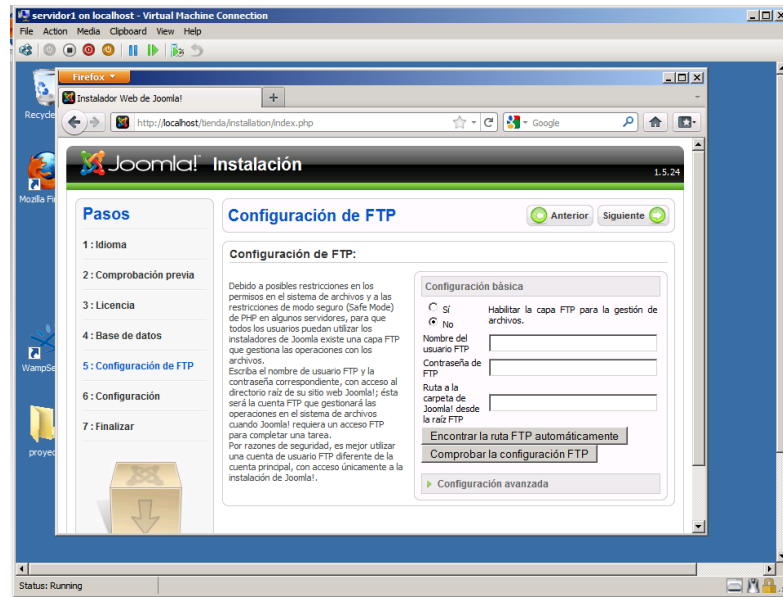 servidor1 on localhost - Virtual Machine Connection
File Action Media Clipboard View Help
Firefox
Instalador Web de Joomla!
http://localhost/tienda/installation/index.php
Google
Recycle
Mozilla Fir
WampSe
proyec
Joomla! Instalación
1.5.24
Pasos
1 : Idioma
2 : Comprobación previa
3 : Licencia
4 : Base de datos
5 : Configuración de FTP
6 : Configuración
7 : Finalizar
Configuración de FTP
Anterior
Siguiente
Configuración de FTP:
Debido a posibles restricciones en los
permisos en el sistema de archivos y a las
restricciones de modo seguro (Safe Mode)
de PHP en algunos servidores, para que
todos los usuarios puedan utilizar los
instaladores de Joomla existe una capa FTP
que gestiona las operaciones con los
archivos.
Escriba el nombre de usuario FTP y la
contraseña correspondiente, con acceso al
directorio raíz de su sitio web Joomla!; ésta
será la cuenta FTP que gestionará las
operaciones en el sistema de archivos
cuando Joomla! requiera un acceso FTP
para completar una tarea.
Por razones de seguridad, es mejor utilizar
una cuenta de usuario FTP diferente de la
cuenta principal, con acceso únicamente a la
instalación de Joomla!.
Configuración básica
Sí
No
Habilitar la capa FTP para la gestión de
archivos.
Nombre del
usuario FTP
Contraseña de
FTP
Ruta a la
carpeta de
Joomla! desde
la raíz FTP
Encontrar la ruta FTP automáticamente
Comprobar la configuración FTP
Configuración avanzada
Status: Running